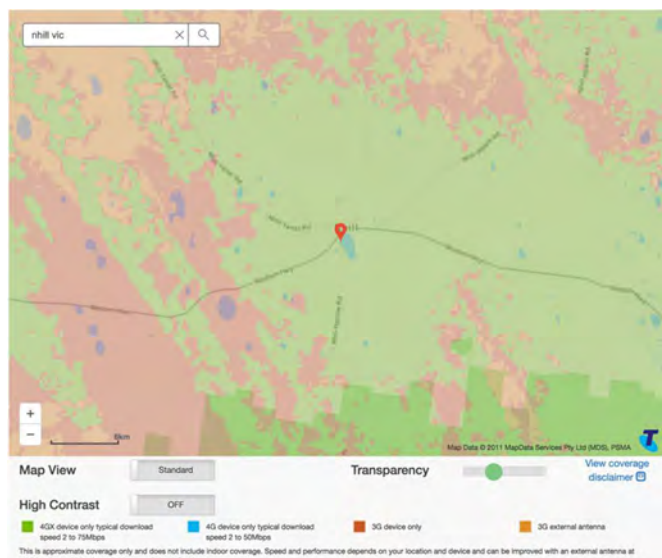 nhill vic
Western Hwy
8km
Map Data © 2011 MapData Services Pty Ltd (MDS), PSMA
Map View
Standard
Transparency
View coverage
disclaimer
High Contrast
OFF
4GX device only typical download
speed 2 to 75Mbps
4G device only typical download
speed 2 to 50Mbps
3G device only
3G external antenna
This is approximate coverage only and does not include indoor coverage. Speed and performance depends on your location and device and can be improved with an external antenna at